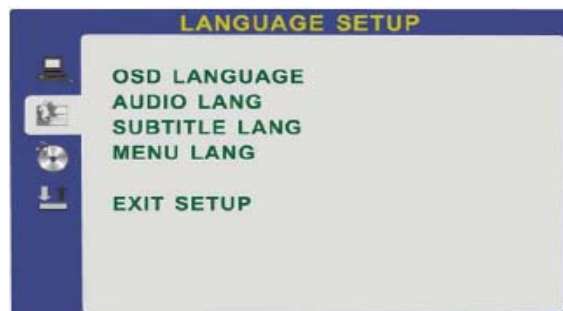 LANGUAGE SETUP
OSD LANGUAGE
AUDIO LANG
SUBTITLE LANG
MENU LANG
EXIT SETUP